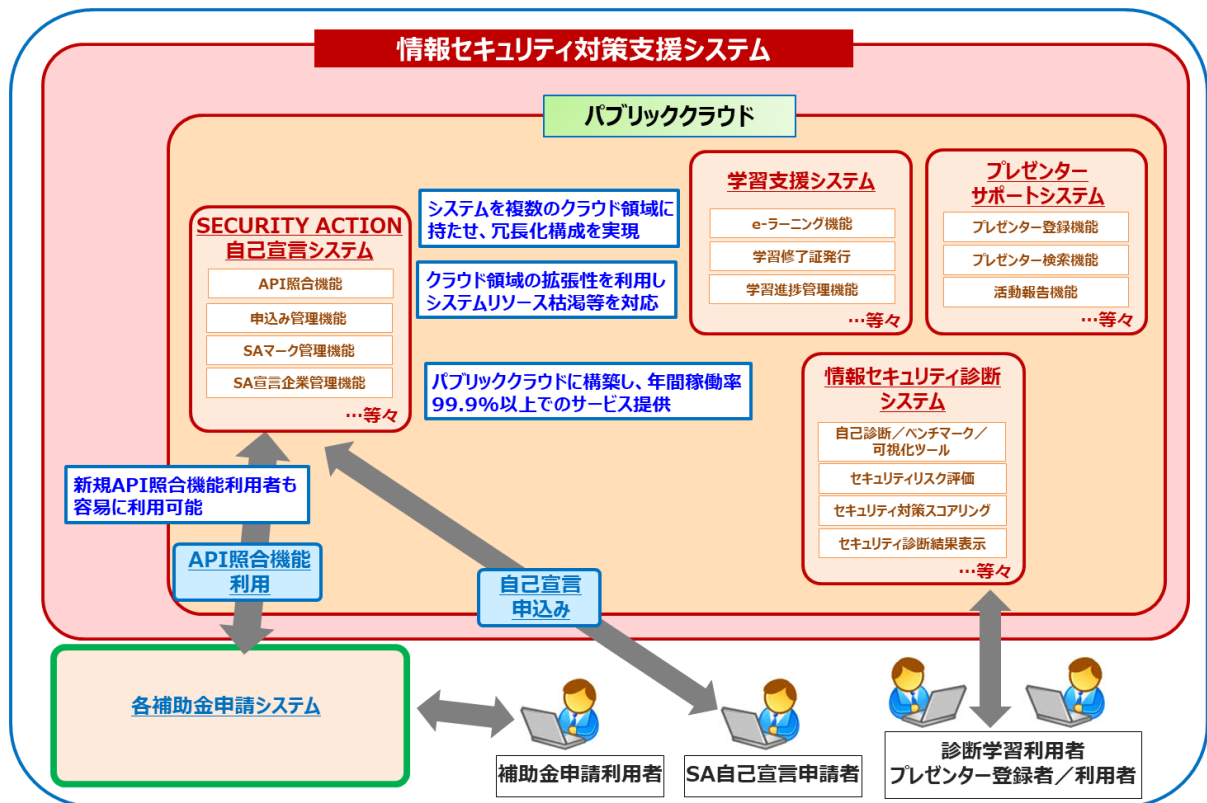 情報セキュリティ対策支援システム
パブリッククラウド
SECURITY ACTION
自己宣言システム
API照合機能
申込み管理機能
SAマーク管理機能
SA宣言企業管理機能
…等々
システムを複数のクラウド領域に
持たせ、冗長化構成を実現
クラウド領域の拡張性を利用し
システムリソース枯渇等を対応
パブリッククラウドに構築し、年間稼働率
99.9%以上でのサービス提供
学習支援システム
e-ラーニング機能
学習修了証発行
学習進捗管理機能
…等々
プレゼンター
サポートシステム
プレゼンター登録機能
プレゼンター検索機能
活動報告機能
…等々
情報セキュリティ診断
システム
自己診断／ベンチマーク／
可視化ツール
セキュリティリスク評価
セキュリティ対策スコアリング
セキュリティ診断結果表示
…等々
新規API照合機能利用者も
容易に利用可能
API照合機能
利用
自己宣言
申込み
各補助金申請システム
補助金申請利用者
SA自己宣言申請者
診断学習利用者
プレゼンター登録者／利用者